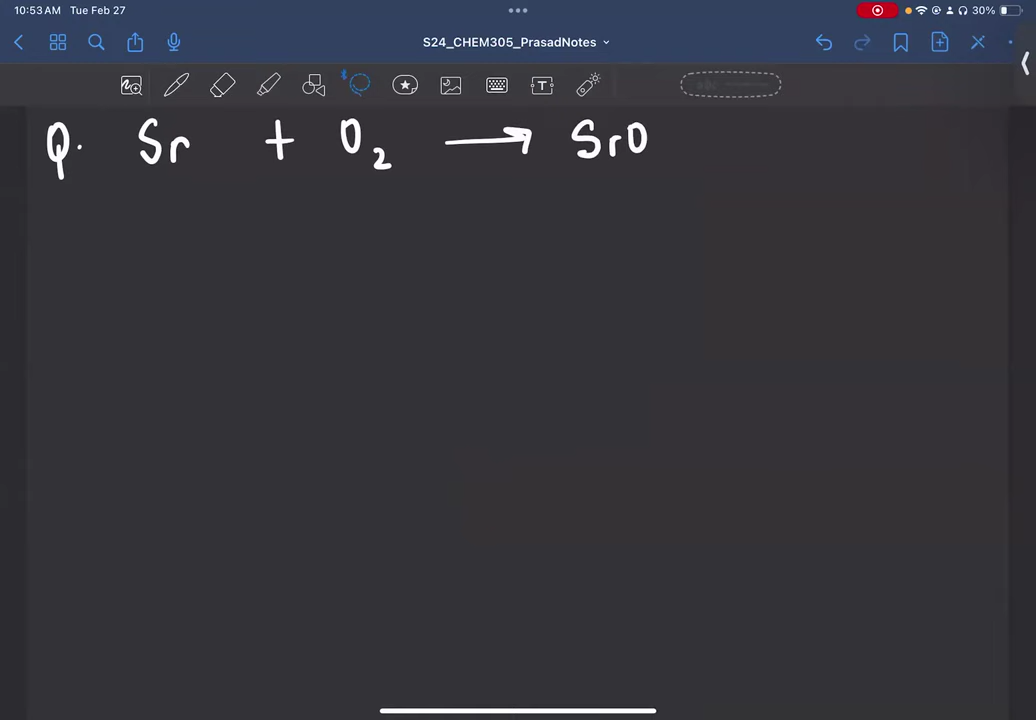 10:53 AM Tue Feb 27
30%
S24_CHEM305_PrasadNotes
Q. Sr + O₂ → SrO